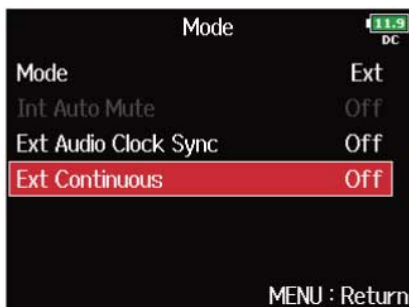 Mode
11.9
DC
Mode Ext
Int Auto Mute Off
Ext Audio Clock Sync Off
Ext Continuous Off
MENU : Return